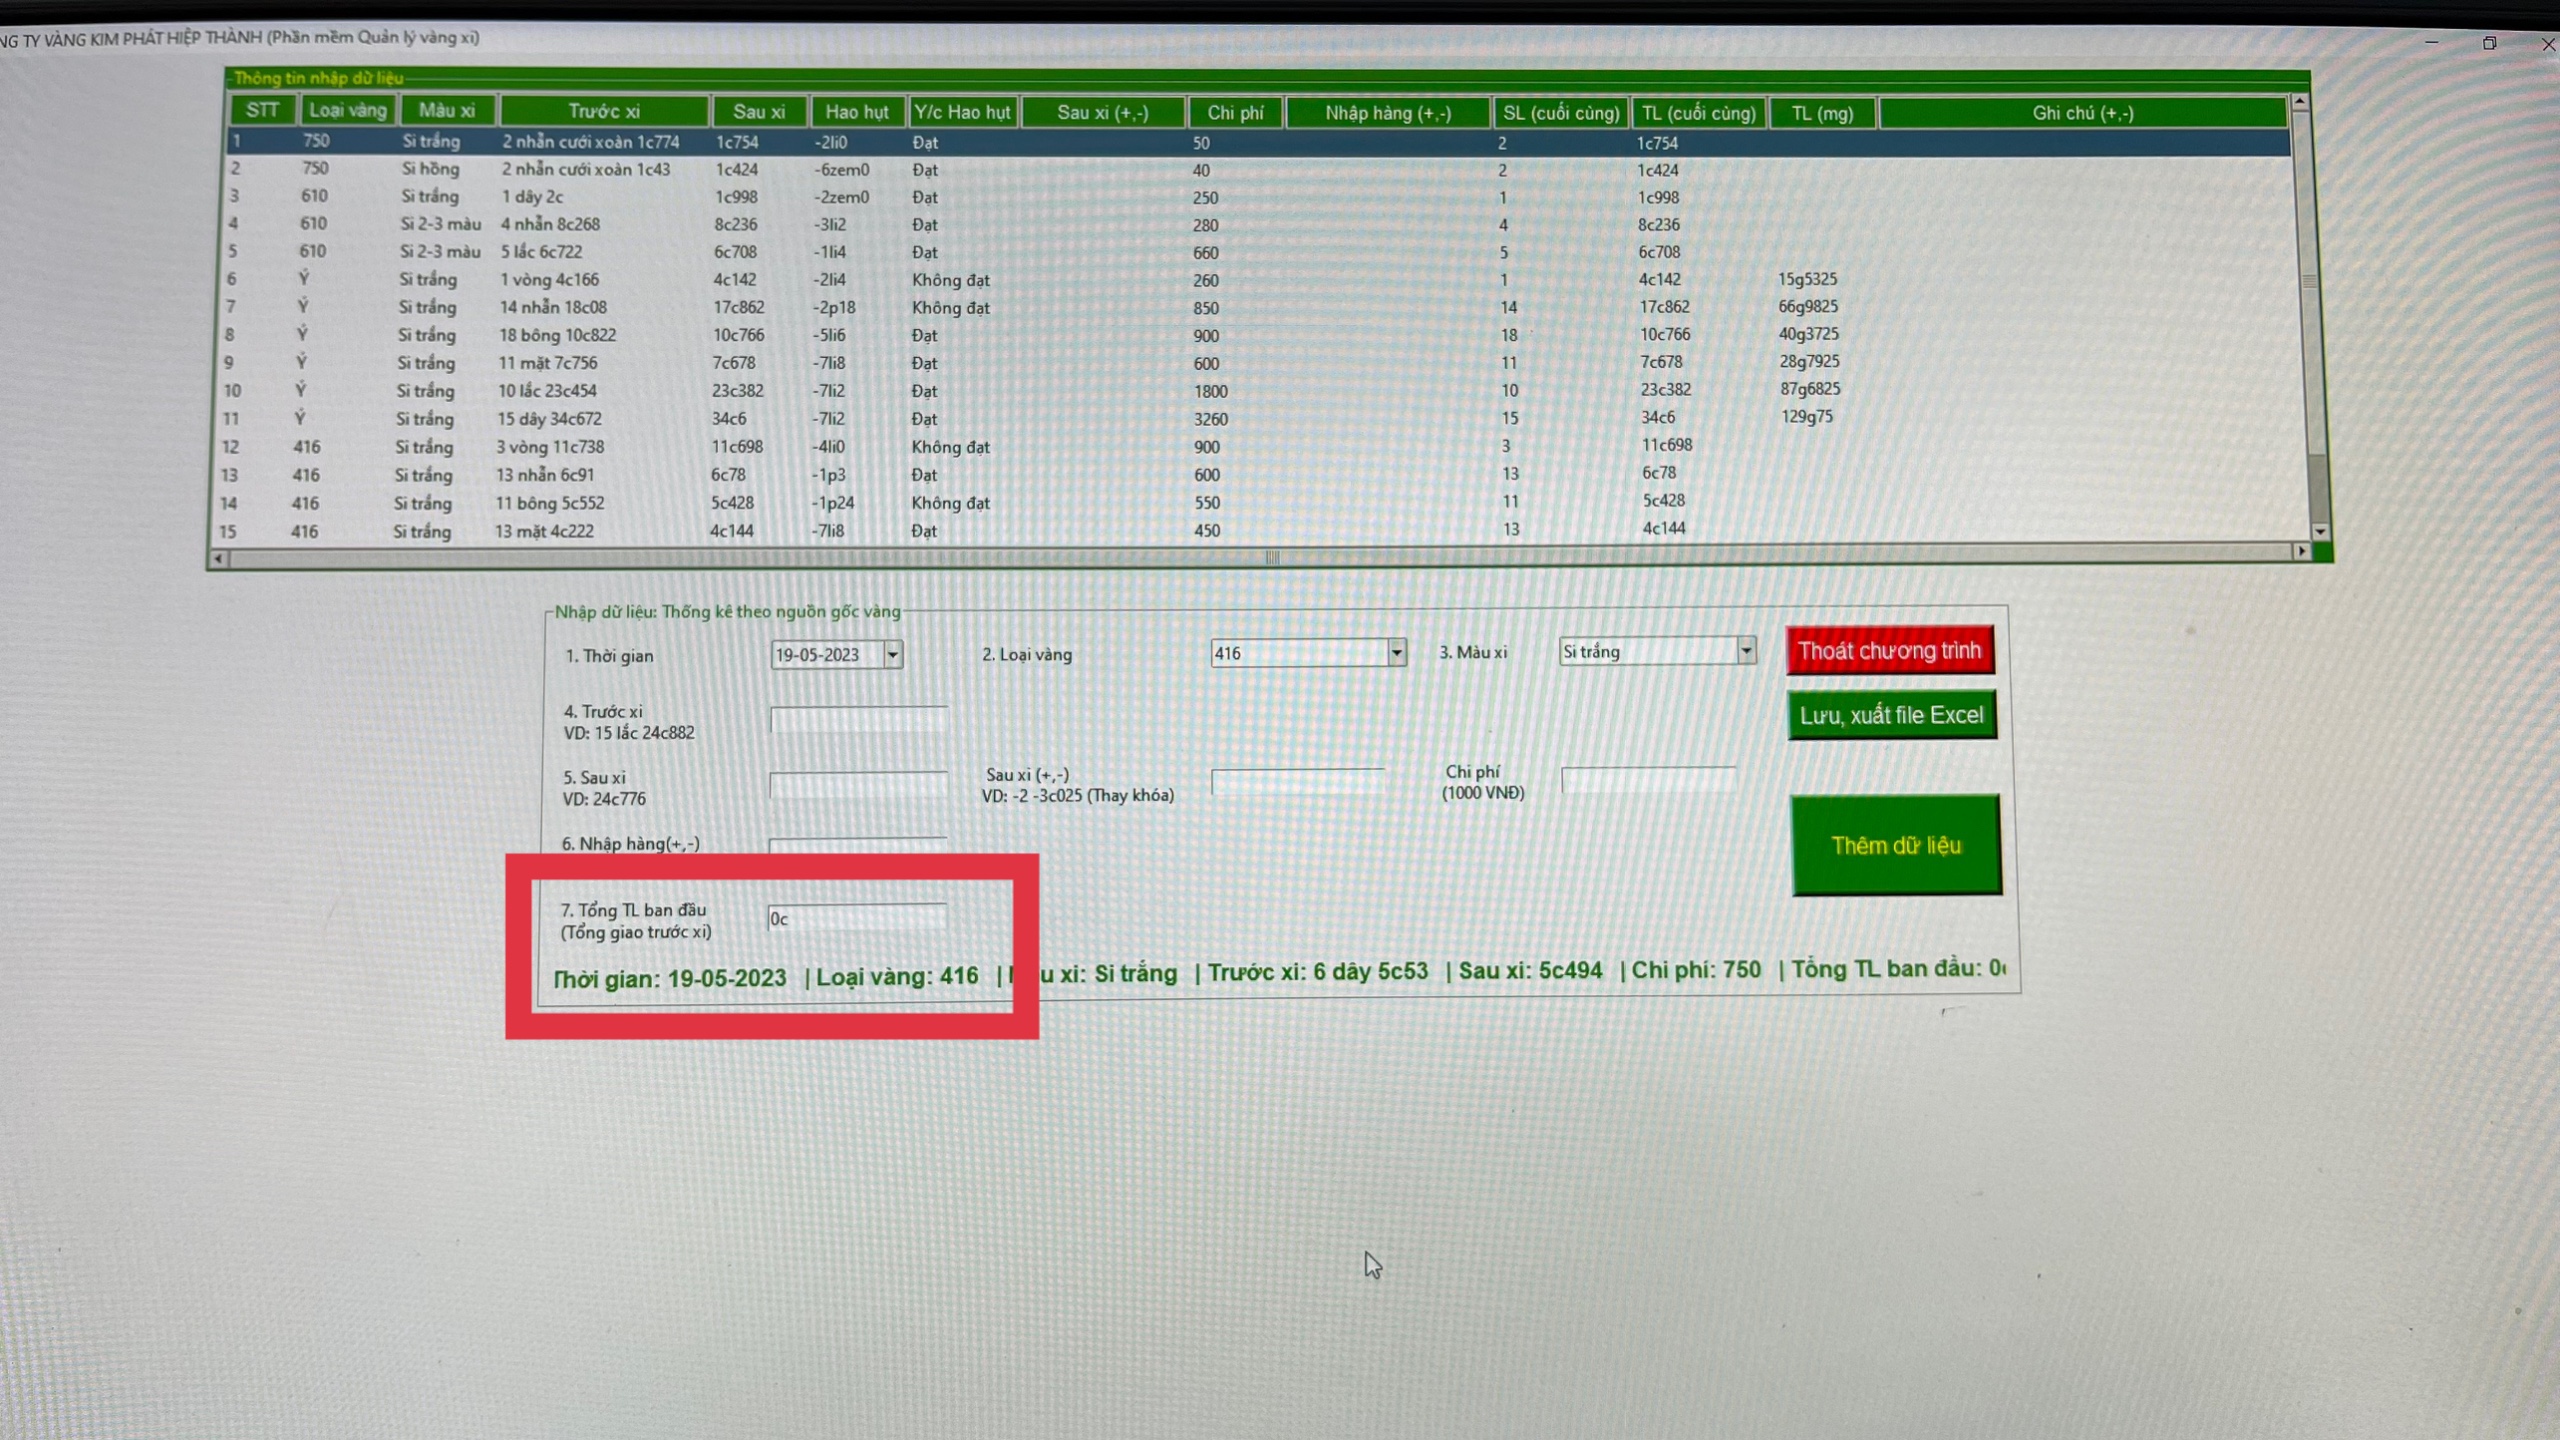 NG TY VÀNG KIM PHÁT HIỆP THÀNH (Phần mềm Quản lý vàng xi)
Thông tin nhập dữ liệu
STT Loại vàng Màu xi Trước xi Sau xi Hao hụt Y/c Hao hụt Sau xi (+,-) Chi phí Nhập hàng (+,-) SL (cuối cùng) TL (cuối cùng) TL (mg) Ghi chú (+,-)
1 750 Si trắng 2 nhẫn cưới xoàn 1c774 1c754 -2li0 Đạt 50 2 1c754
2 750 Si hồng 2 nhẫn cưới xoàn 1c43 1c424 -6zem0 Đạt 40 2 1c424
3 610 Si trắng 1 dây 2c 1c998 -2zem0 Đạt 250 1 1c998
4 610 Si 2-3 màu 4 nhẫn 8c268 8c236 -3li2 Đạt 280 4 8c236
5 610 Si 2-3 màu 5 lắc 6c722 6c708 -1li4 Đạt 660 5 6c708
6 Ý Si trắng 1 vòng 4c166 4c142 -2li4 Không đạt 260 1 4c142 15g5325
7 Ý Si trắng 14 nhẫn 18c08 17c862 -2p18 Không đạt 850 14 17c862 66g9825
8 Ý Si trắng 18 bông 10c822 10c766 -5li6 Đạt 900 18 10c766 40g3725
9 Ý Si trắng 11 mặt 7c756 7c678 -7li8 Đạt 600 11 7c678 28g7925
10 Ý Si trắng 10 lắc 23c454 23c382 -7li2 Đạt 1800 10 23c382 87g6825
11 Ý Si trắng 15 dây 34c672 34c6 -7li2 Đạt 3260 15 34c6 129g75
12 416 Si trắng 3 vòng 11c738 11c698 -4li0 Không đạt 900 3 11c698
13 416 Si trắng 13 nhẫn 6c91 6c78 -1p3 Đạt 600 13 6c78
14 416 Si trắng 11 bông 5c552 5c428 -1p24 Không đạt 550 11 5c428
15 416 Si trắng 13 mặt 4c222 4c144 -7li8 Đạt 450 13 4c144
Nhập dữ liệu: Thống kê theo nguồn gốc vàng
1. Thời gian 19-05-2023 2. Loại vàng 416 3. Màu xi Si trắng Thoát chương trình
4. Trước xi
VD: 15 lắc 24c882
Lưu, xuất file Excel
5. Sau xi Sau xi (+,-) Chi phí
VD: 24c776 VD: -2 -3c025 (Thay khóa) (1000 VNĐ)
Thêm dữ liệu
6. Nhập hàng(+,-)
7. Tổng TL ban đầu 0c
(Tổng giao trước xi)
Thời gian: 19-05-2023 | Loại vàng: 416 | u xi: Si trắng | Trước xi: 6 dây 5c53 | Sau xi: 5c494 | Chi phí: 750 | Tổng TL ban đầu: 0